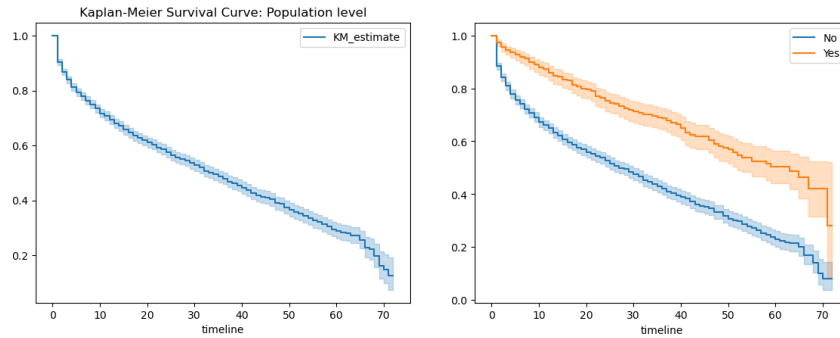 Kaplan-Meier Survival Curve: Population level
KM_estimate
1.0
0.8
0.6
0.4
0.2
0 10 20 30 40 50 60 70
timeline
No
Yes
1.0
0.8
0.6
0.4
0.2
0.0
0 10 20 30 40 50 60 70
timeline